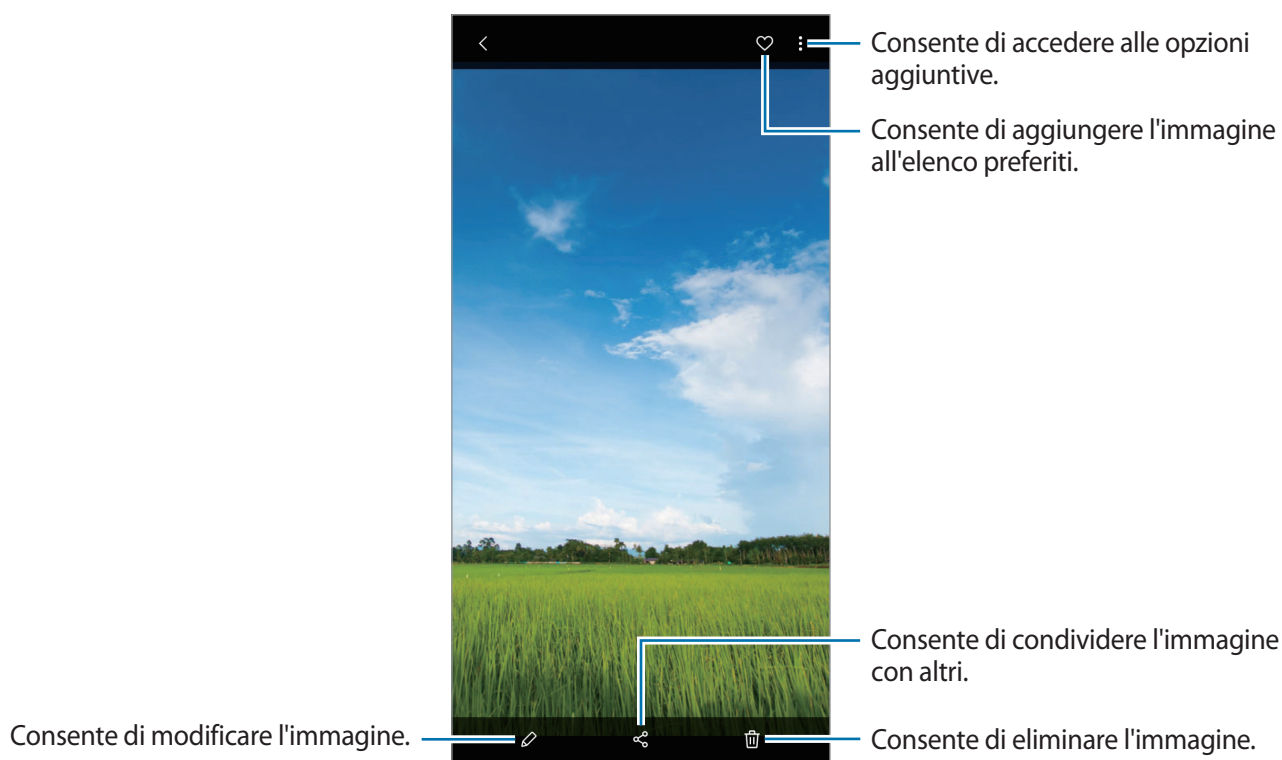 Consente di accedere alle opzioni
aggiuntive.
Consente di aggiungere l'immagine
all'elenco preferiti.
Consente di condividere l'immagine
con altri.
Consente di modificare l'immagine.
Consente di eliminare l'immagine.